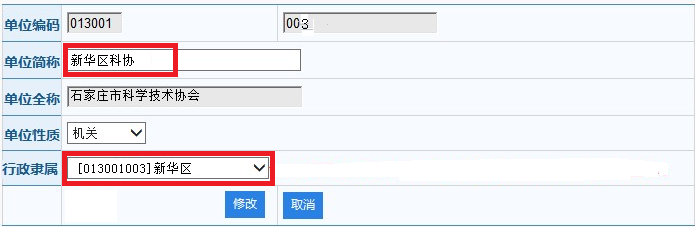 单位编码 013001 003
单位简称 新华区科协
单位全称 石家庄市科学技术协会
单位性质 机关
行政隶属 [013001003]新华区
修改 取消